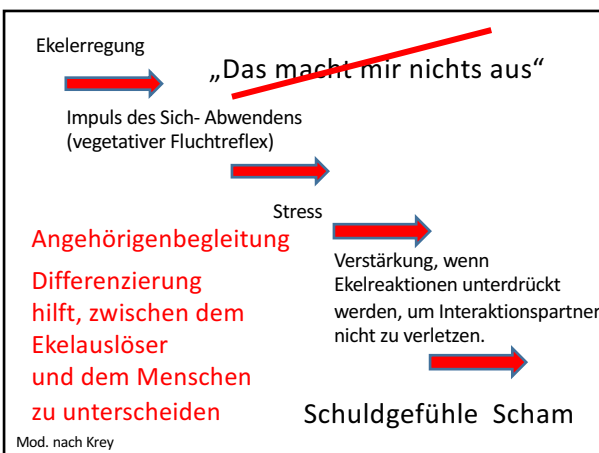 Ekelerregung
„Das macht mir nichts aus“
Impuls des Sich- Abwendens
(vegetativer Fluchtreflex)
Stress
Angehörigenbegleitung
Differenzierung
hilft, zwischen dem
Ekelauslöser
und dem Menschen
zu unterscheiden
Verstärkung, wenn
Ekelreaktionen unterdrückt
werden, um Interaktionspartner
nicht zu verletzen.
Schuldgefühle Scham
Mod. nach Krey